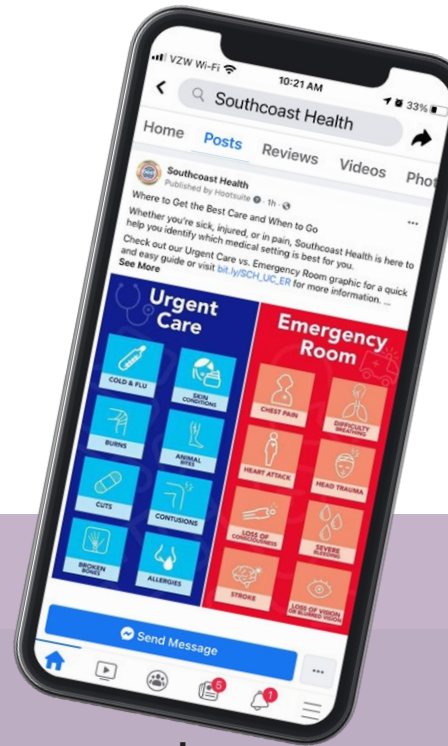 VZW Wi-Fi
10:21 AM
33%
Southcoast Health
Home Posts Reviews Videos Phot
Southcoast Health
Published by Hootsuite · 1h ·
Where to Get the Best Care and When to Go
Whether you're sick, injured, or in pain, Southcoast Health is here to
help you identify which medical setting is best for you.
Check out our Urgent Care vs. Emergency Room graphic for a quick
and easy guide or visit bit.ly/SCH_UC_ER for more information. ...
See More
Urgent
Care
COLD & FLU
SKIN
CONDITIONS
BURNS
ANIMAL
BITES
CUTS
CONTUSIONS
BROKEN
BONES
ALLERGIES
Emergency
Room
CHEST PAIN
DIFFICULTY
BREATHING
HEART ATTACK
HEAD TRAUMA
LOSS OF
CONSCIOUSNESS
SEVERE
BLEEDING
STROKE
LOSS OF VISION
OR BLURRED VISION
Send Message
5
1